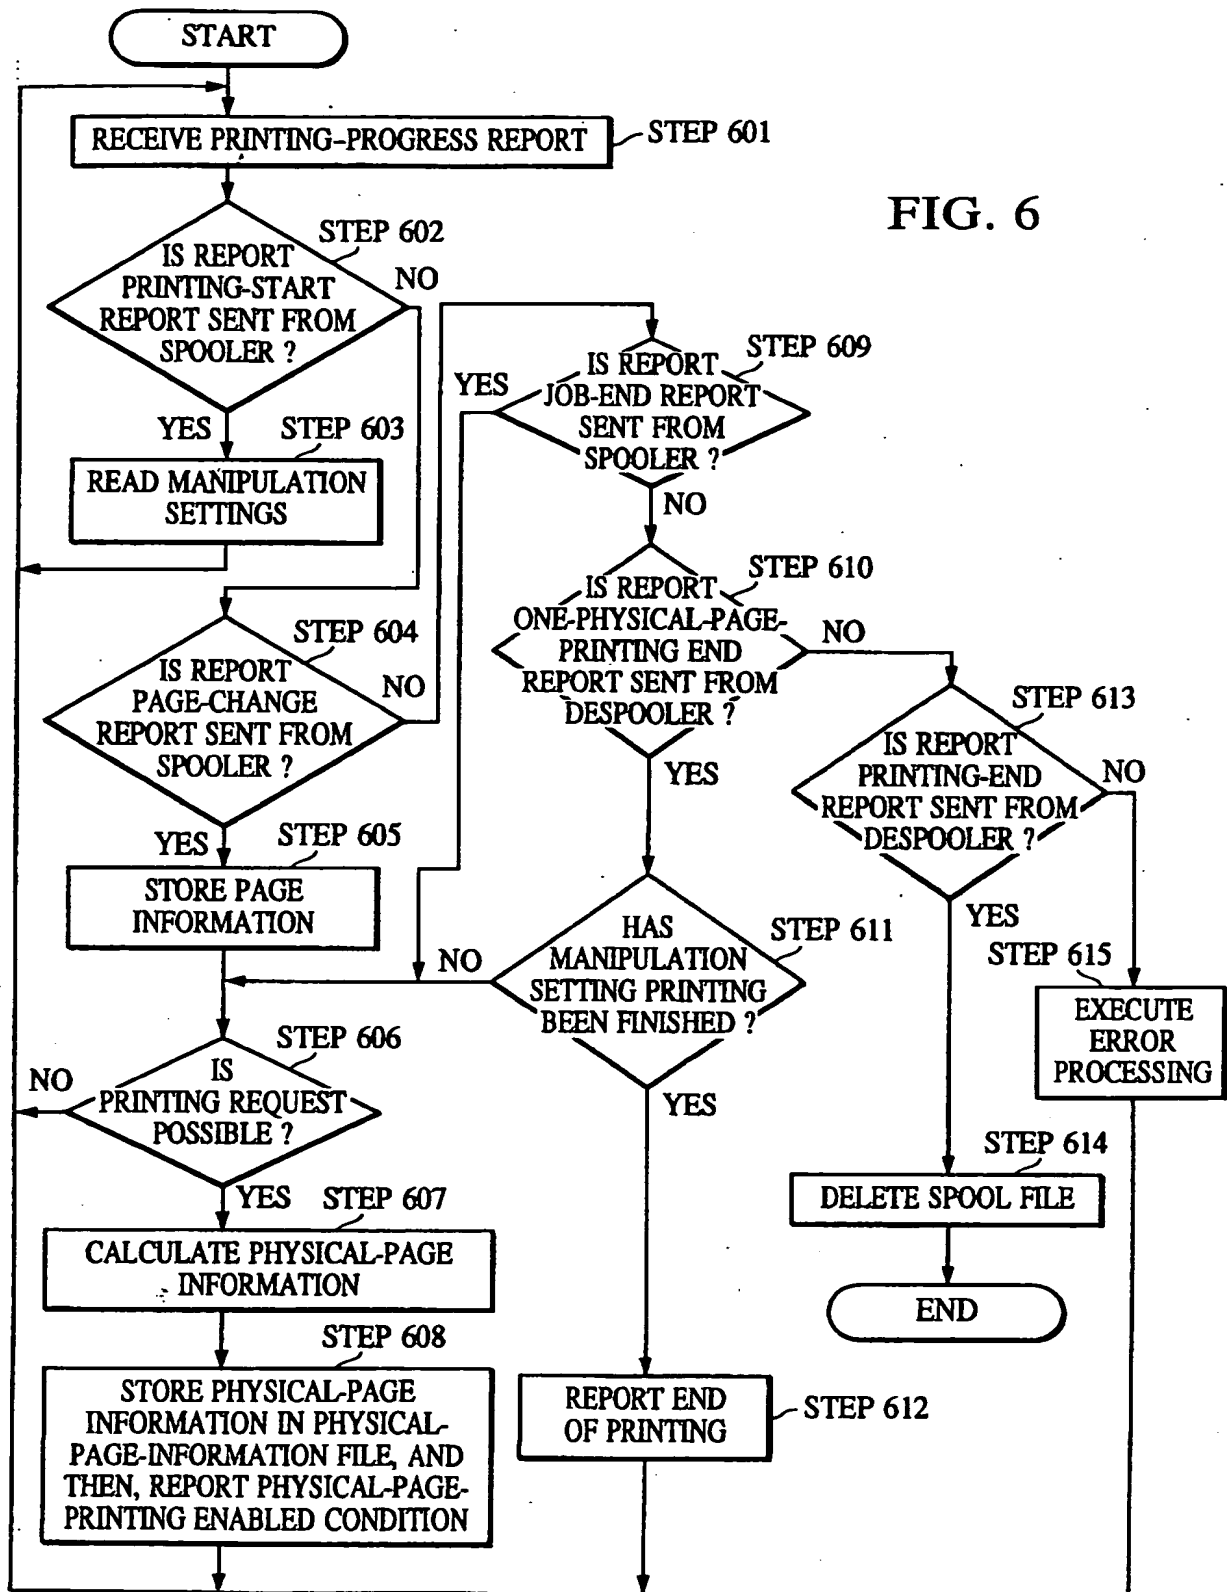 START
RECEIVE PRINTING-PROGRESS REPORT
STEP 601
FIG. 6
STEP 602
IS REPORT
PRINTING-START
REPORT SENT FROM
SPOOLER ?
NO
YES
STEP 603
READ MANIPULATION
SETTINGS
STEP 604
IS REPORT
PAGE-CHANGE
REPORT SENT FROM
SPOOLER ?
NO
YES
STEP 605
STORE PAGE
INFORMATION
STEP 606
IS
PRINTING REQUEST
POSSIBLE ?
NO
YES
STEP 607
CALCULATE PHYSICAL-PAGE
INFORMATION
STEP 608
STORE PHYSICAL-PAGE
INFORMATION IN PHYSICAL-
PAGE-INFORMATION FILE, AND
THEN, REPORT PHYSICAL-PAGE-
PRINTING ENABLED CONDITION
STEP 609
IS REPORT
JOB-END REPORT
SENT FROM
SPOOLER ?
YES
NO
STEP 610
IS REPORT
ONE-PHYSICAL-PAGE-
PRINTING END
REPORT SENT FROM
DESPOOLER ?
NO
YES
STEP 611
HAS
MANIPULATION
SETTING PRINTING
BEEN FINISHED ?
NO
YES
REPORT END
OF PRINTING
STEP 612
STEP 613
IS REPORT
PRINTING-END
REPORT SENT FROM
DESPOOLER ?
NO
YES
STEP 615
EXECUTE
ERROR
PROCESSING
STEP 614
DELETE SPOOL FILE
END